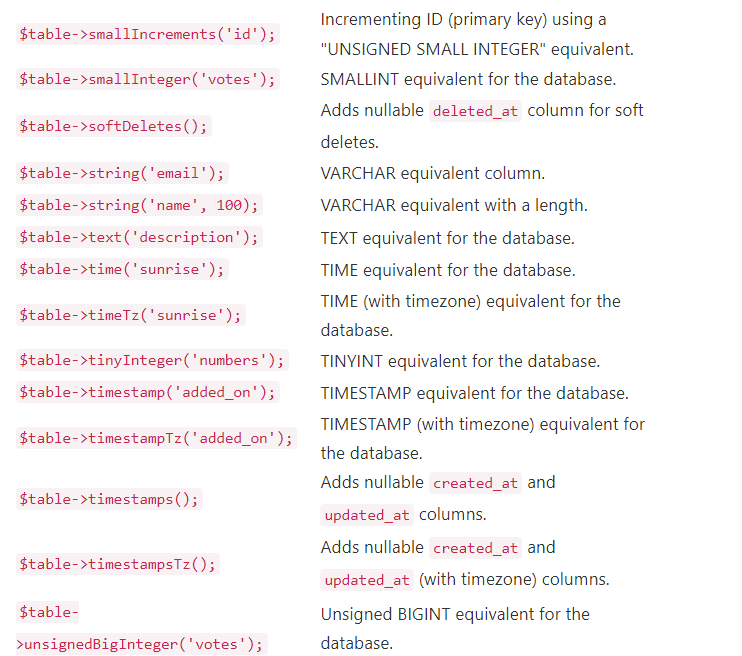 $table->smallIncrements('id');
Incrementing ID (primary key) using a
"UNSIGNED SMALL INTEGER" equivalent.
$table->smallInteger('votes');
SMALLINT equivalent for the database.
$table->softDeletes();
Adds nullable deleted_at column for soft
deletes.
$table->string('email');
VARCHAR equivalent column.
$table->string('name', 100);
VARCHAR equivalent with a length.
$table->text('description');
TEXT equivalent for the database.
$table->time('sunrise');
TIME equivalent for the database.
$table->timeTz('sunrise');
TIME (with timezone) equivalent for the
database.
$table->tinyInteger('numbers');
TINYINT equivalent for the database.
$table->timestamp('added_on');
TIMESTAMP equivalent for the database.
$table->timestampTz('added_on');
TIMESTAMP (with timezone) equivalent for
the database.
$table->timestamps();
Adds nullable created_at and
updated_at columns.
$table->timestampsTz();
Adds nullable created_at and
updated_at (with timezone) columns.
$table-
>unsignedBigInteger('votes');
Unsigned BIGINT equivalent for the
database.